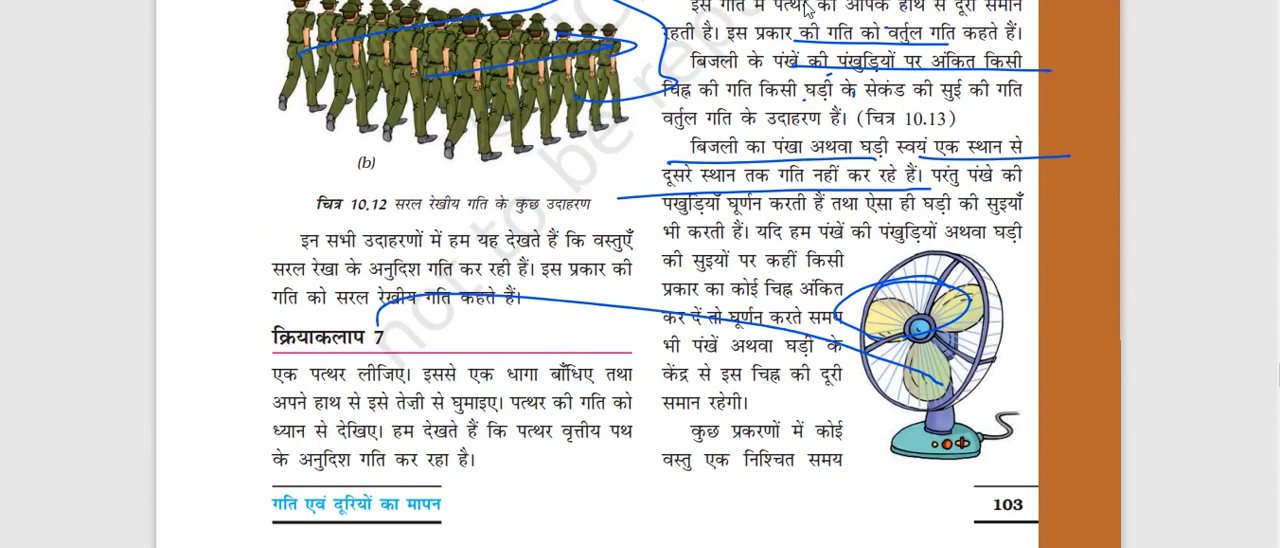 (b)
चित्र 10.12 सरल रेखीय गति के कुछ उदाहरण
इन सभी उदाहरणों में हम यह देखते हैं कि वस्तुएँ
सरल रेखा के अनुदिश गति कर रही हैं। इस प्रकार की
गति को सरल रेखीय गति कहते हैं।
क्रियाकलाप 7
एक पत्थर लीजिए। इससे एक धागा बाँधिए तथा
अपने हाथ से इसे तेज़ी से घुमाइए। पत्थर की गति को
ध्यान से देखिए। हम देखते हैं कि पत्थर वृत्तीय पथ
के अनुदिश गति कर रहा है।
इस गति में पत्थर की आपके हाथ से दूरी समान
रहती है। इस प्रकार की गति को वर्तुल गति कहते हैं।
बिजली के पंखें की पंखुड़ियों पर अंकित किसी
चिह्न की गति किसी घड़ी के सेकंड की सुई की गति
वर्तुल गति के उदाहरण हैं। (चित्र 10.13)
बिजली का पंखा अथवा घड़ी स्वयं एक स्थान से
दूसरे स्थान तक गति नहीं कर रहे हैं। परंतु पंखे की
पखुड़ियाँ घूर्णन करती हैं तथा ऐसा ही घड़ी की सुइयाँ
भी करती हैं। यदि हम पंखें की पंखुड़ियों अथवा घड़ी
की सुइयों पर कहीं किसी
प्रकार का कोई चिह्न अंकित
कर दें तो घूर्णन करते समय
भी पंखें अथवा घड़ी के
केंद्र से इस चिह्न की दूरी
समान रहेगी।
कुछ प्रकरणों में कोई
वस्तु एक निश्चित समय
not to be rep
गति एवं दूरियों का मापन
103